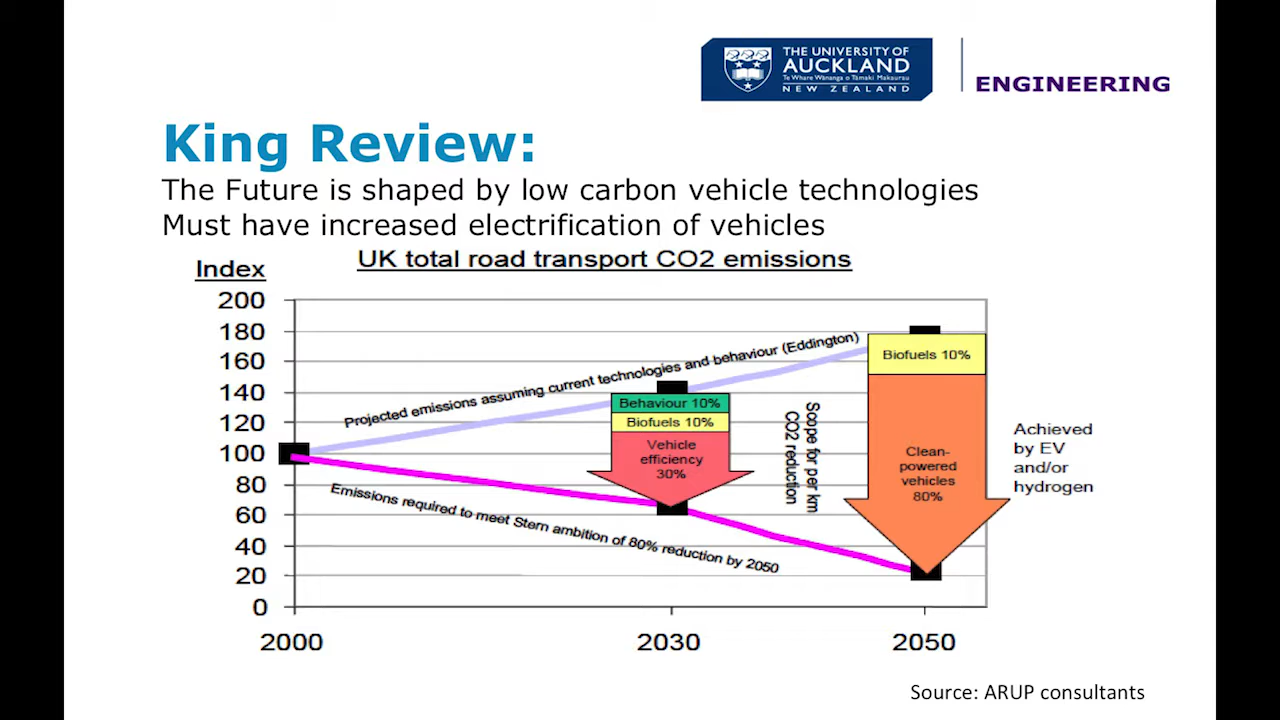 THE UNIVERSITY OF
AUCKLAND
Te Whare Wānanga o Tāmaki Makaurau
NEW ZEALAND
ENGINEERING
King Review:
The Future is shaped by low carbon vehicle technologies
Must have increased electrification of vehicles
UK total road transport CO2 emissions
Index
200
180
160
140
120
100
80
60
40
20
0
Projected emissions assuming current technologies and behaviour (Eddington)
Emissions required to meet Stern ambition of 80% reduction by 2050
Behaviour 10%
Biofuels 10%
Vehicle
efficiency
30%
Scope for per km
CO2 reduction
Biofuels 10%
Clean-
powered
vehicles
80%
Achieved
by EV
and/or
hydrogen
2000
2030
2050
Source: ARUP consultants